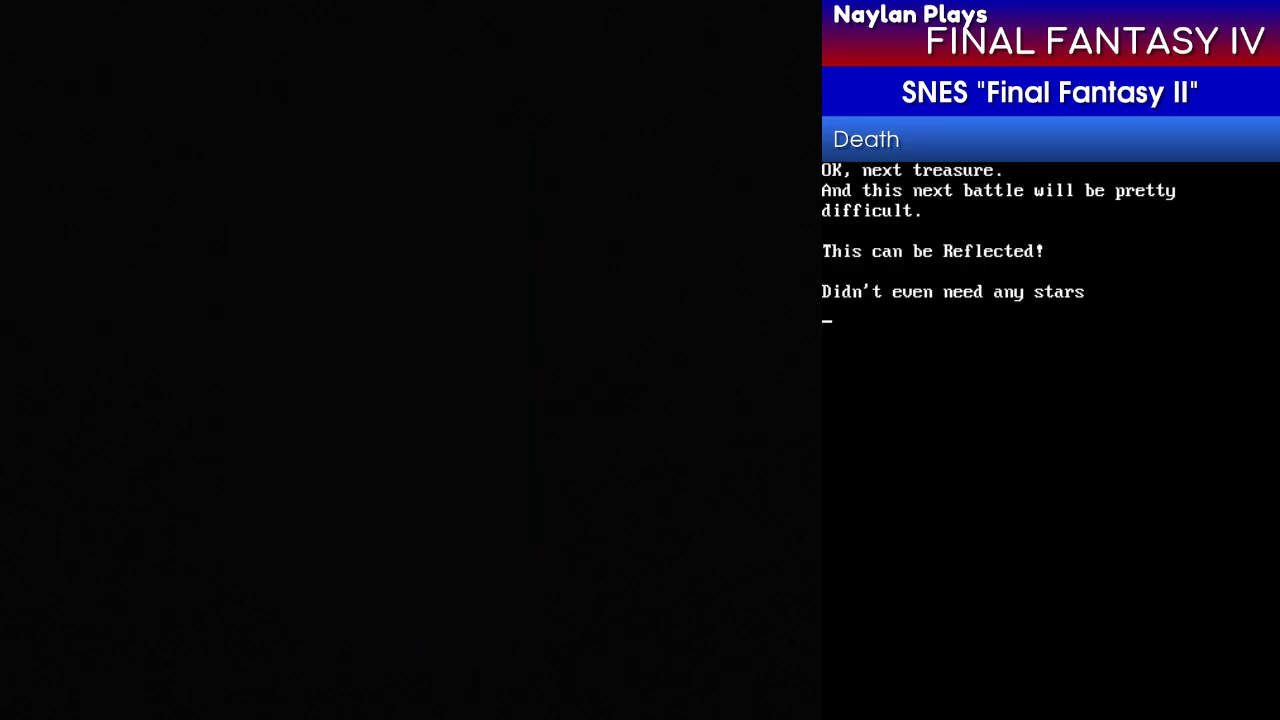 Naylan Plays
FINAL FANTASY IV
SNES "Final Fantasy II"
Death
OK, next treasure.
And this next battle will be pretty
difficult.
This can be Reflected!
Didn't even need any stars
_